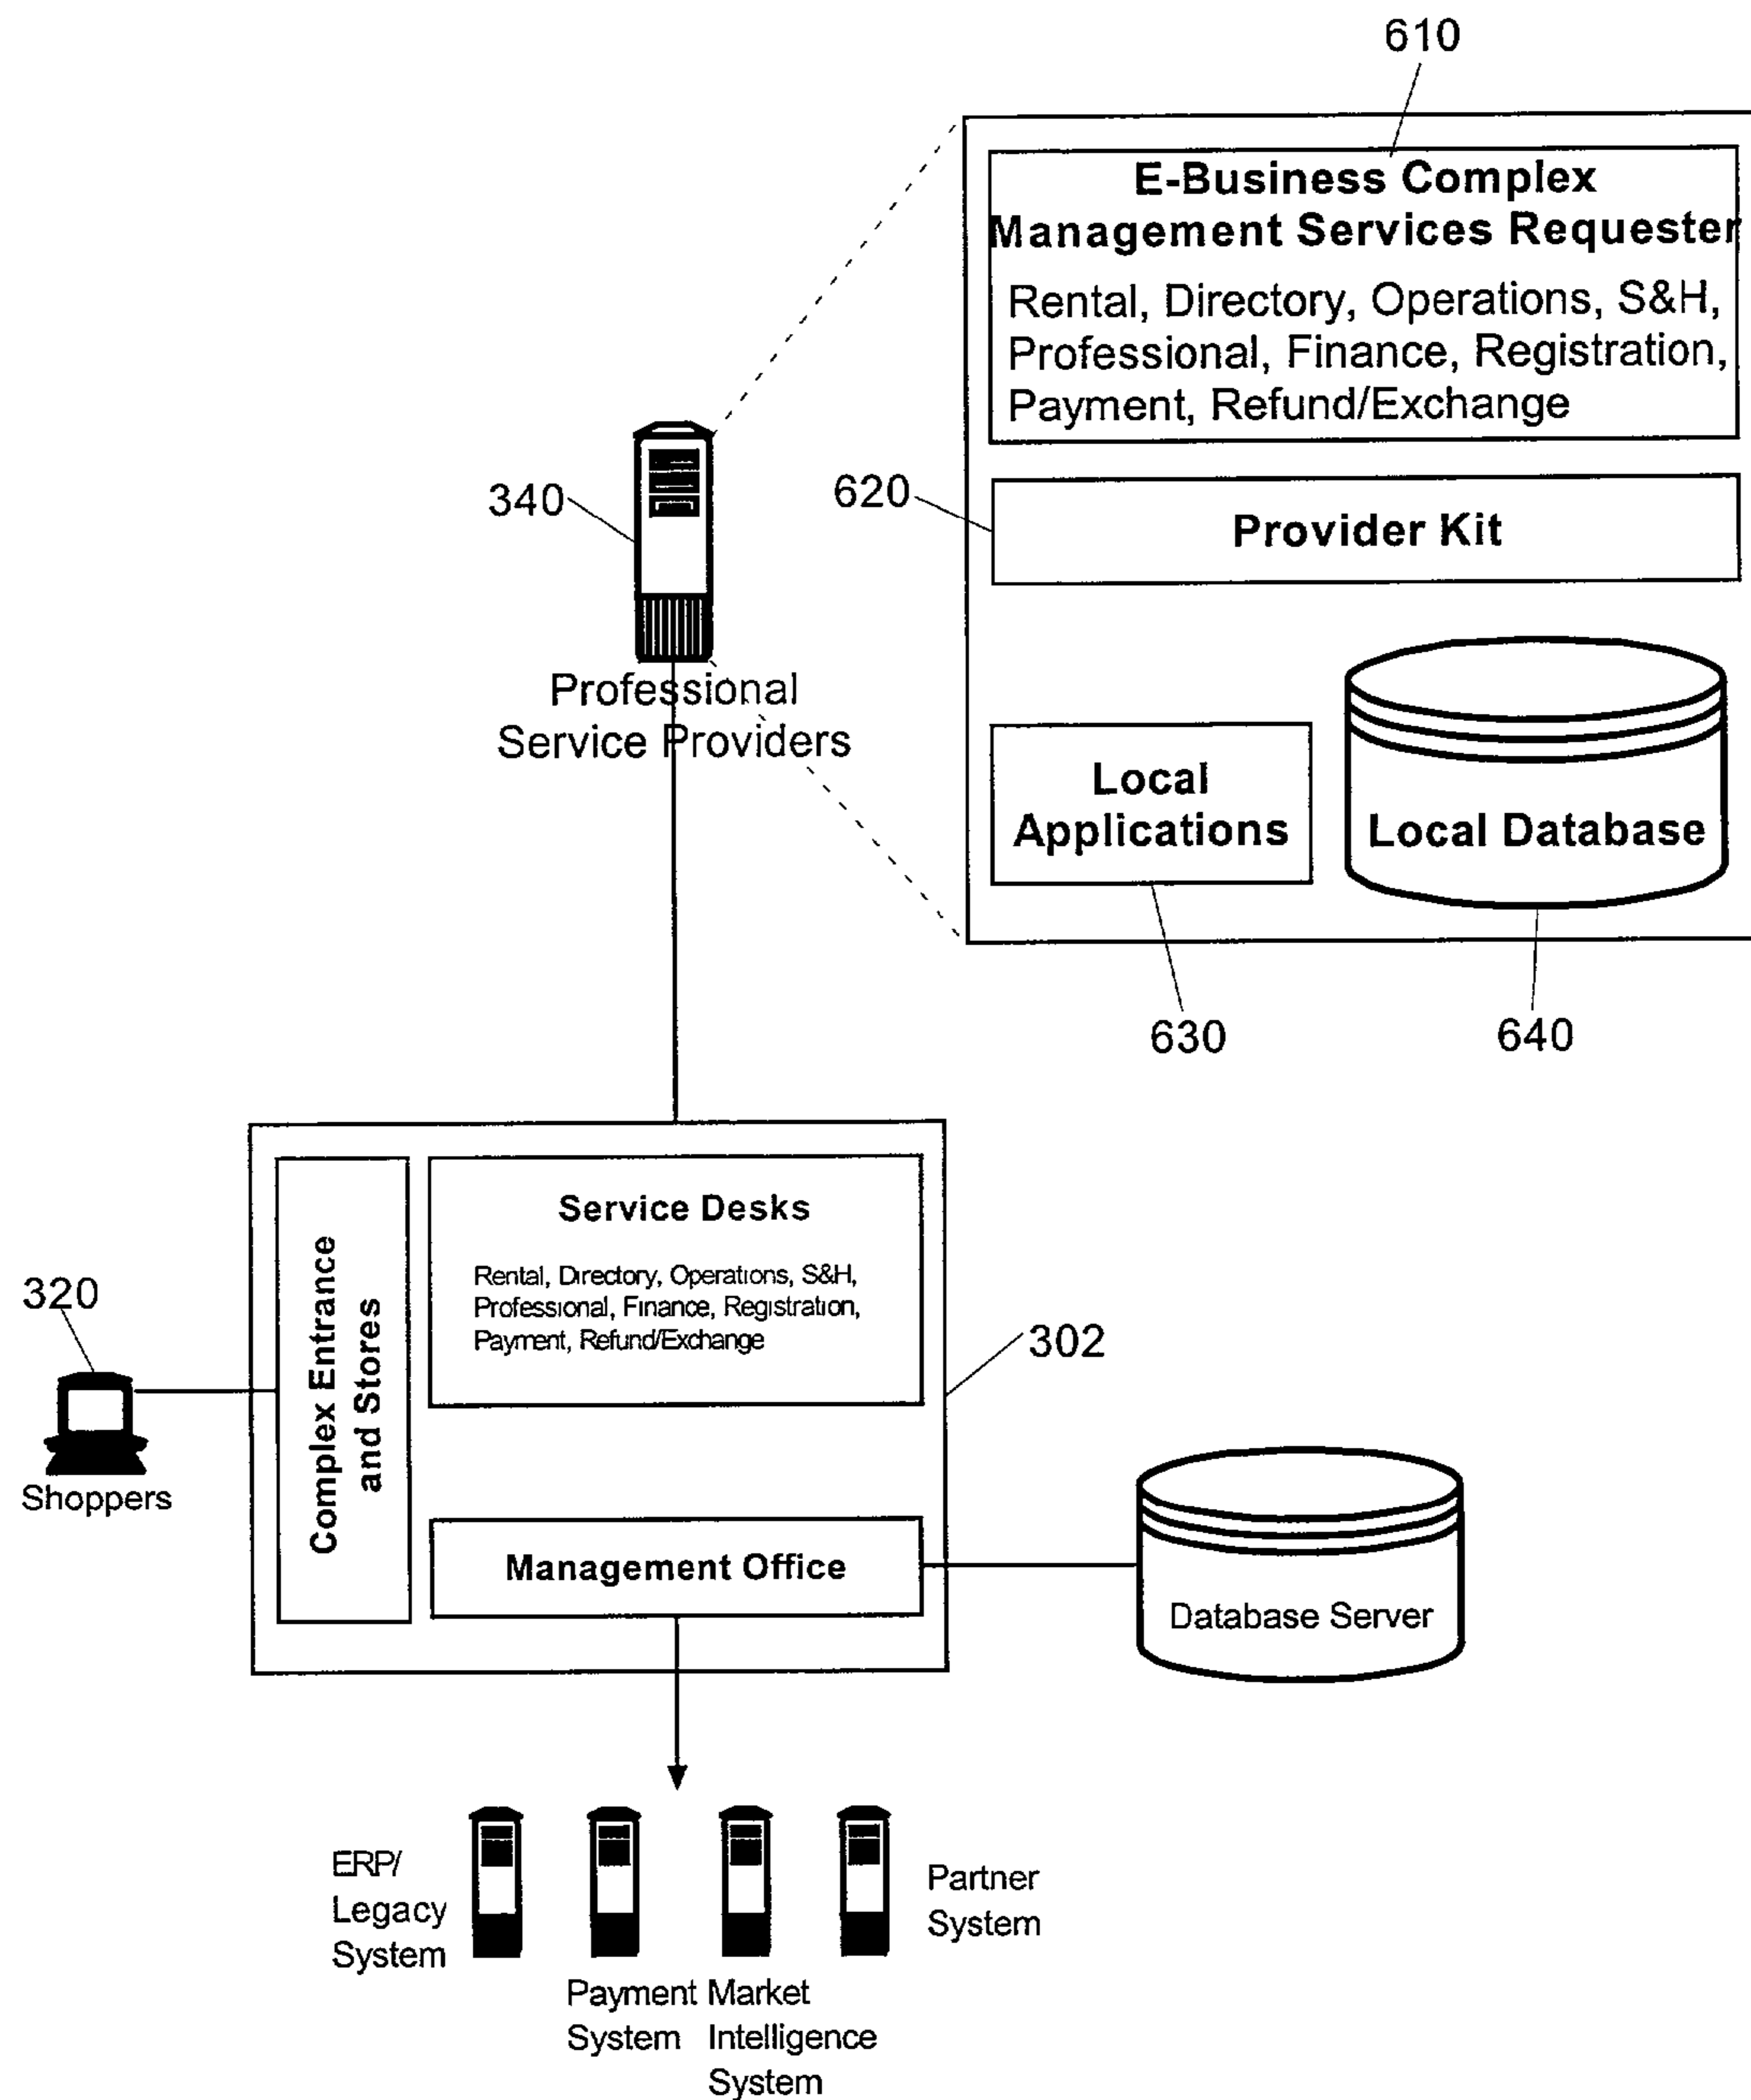 610
E-Business Complex
Management Services Requester
Rental, Directory, Operations, S&H,
Professional, Finance, Registration,
Payment, Refund/Exchange
340
620
Provider Kit
Professional
Service Providers
Local
Applications
Local Database
630
640
Service Desks
Rental, Directory, Operations, S&H,
Professional, Finance, Registration,
Payment, Refund/Exchange
Complex Entrance
and Stores
320
302
Shoppers
Management Office
Database Server
ERP/
Legacy
System
Partner
System
Payment
System
Market
Intelligence
System